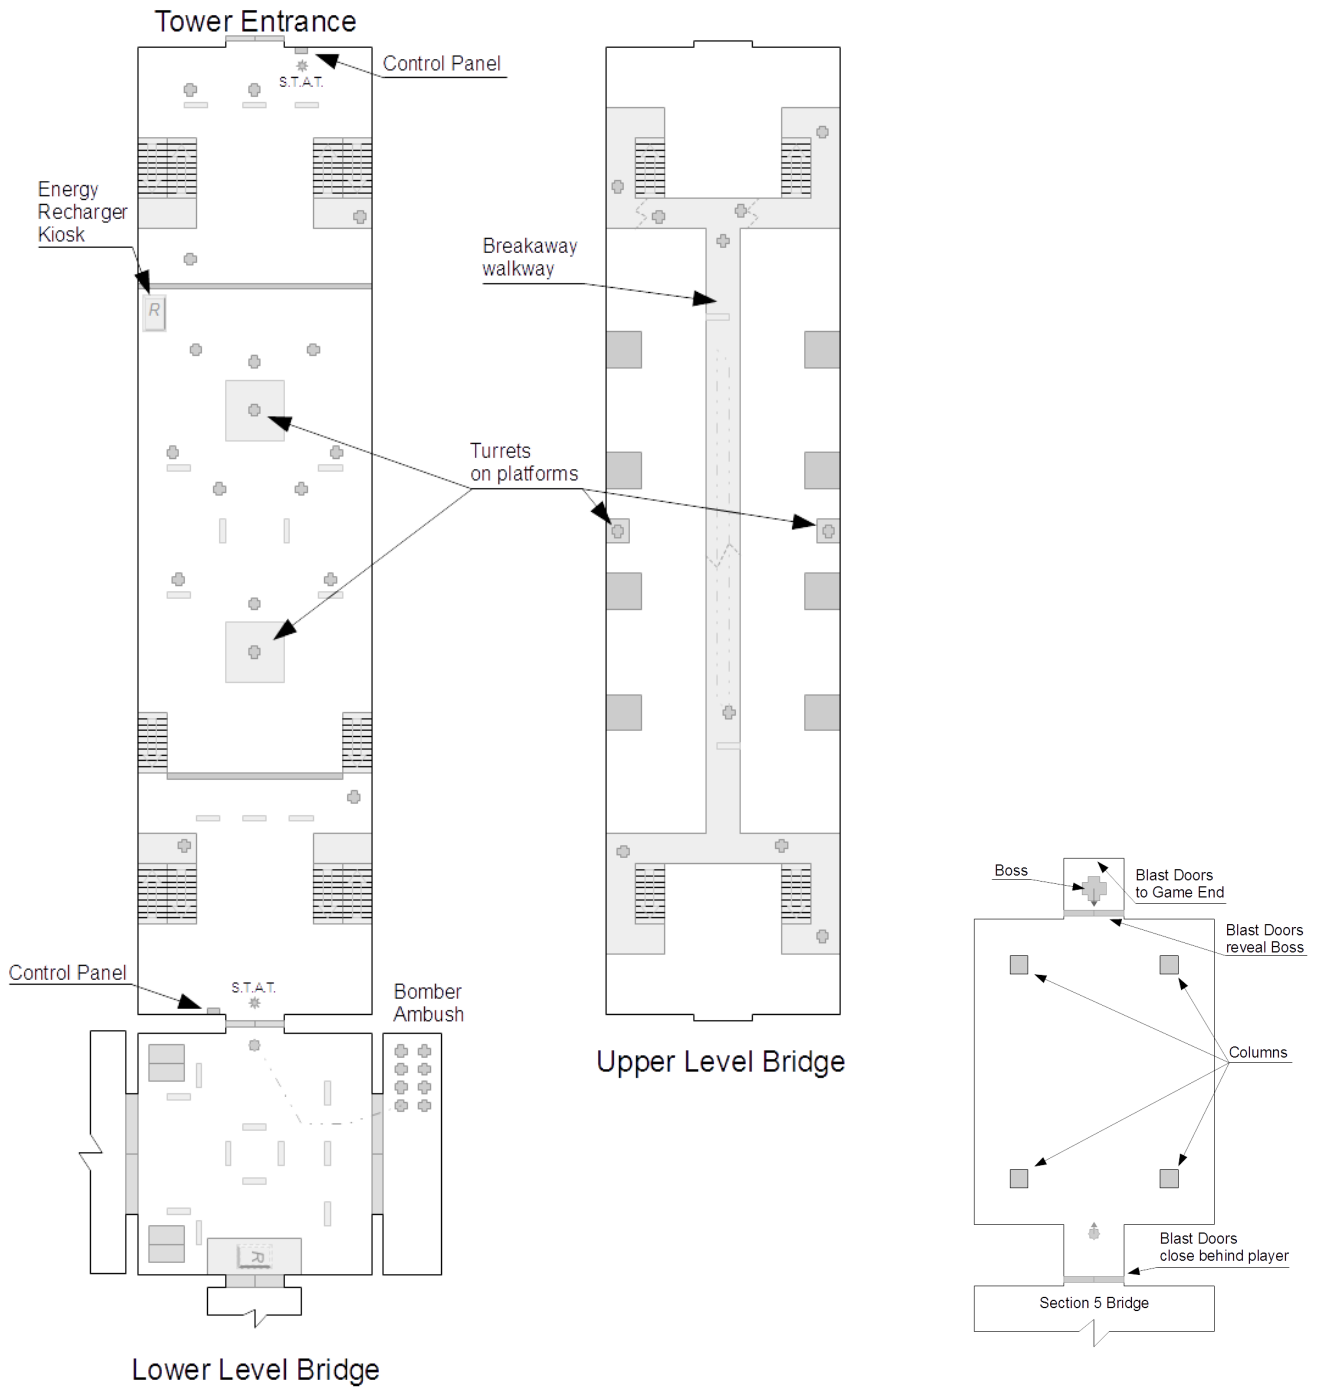 Tower Entrance
Control Panel
S.T.A.T.
Energy
Recharger
Kiosk
R
Breakaway
walkway
Turrets
on platforms
Control Panel
S.T.A.T.
Bomber
Ambush
R
Lower Level Bridge
Upper Level Bridge
Boss
Blast Doors
to Game End
Blast Doors
reveal Boss
Columns
Blast Doors
close behind player
Section 5 Bridge